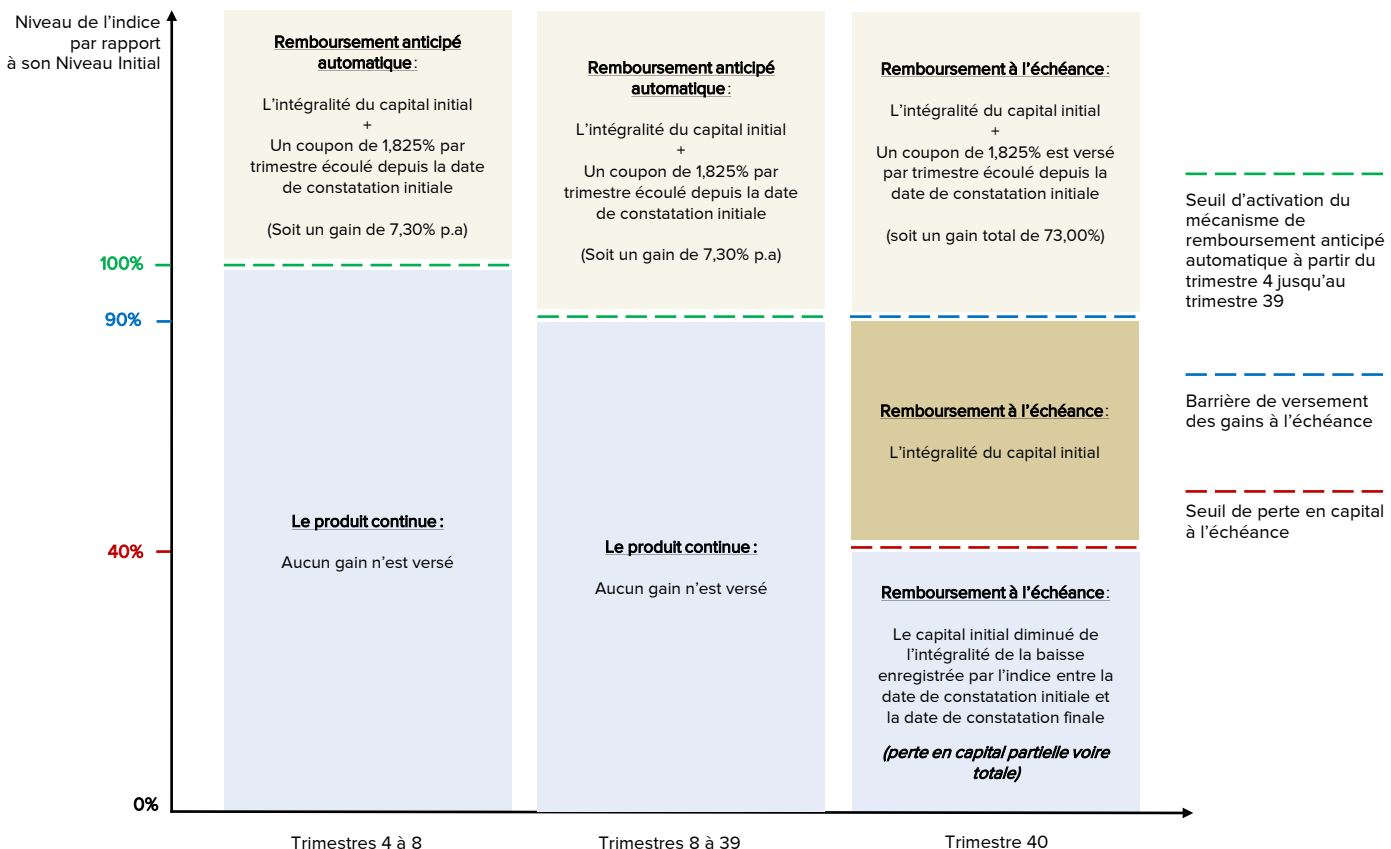 Niveau de l’indice
par rapport
à son Niveau Initial
100%
90%
40%
0%
Remboursement anticipé
automatique :
L’intégralité du capital initial
+
Un coupon de 1,825% par
trimestre écoulé depuis la date
de constatation initiale
(Soit un gain de 7,30% p.a)
Le produit continue :
Aucun gain n’est versé
Trimestres 4 à 8
Remboursement anticipé
automatique :
L’intégralité du capital initial
+
Un coupon de 1,825% par
trimestre écoulé depuis la date
de constatation initiale
(Soit un gain de 7,30% p.a)
Le produit continue :
Aucun gain n’est versé
Trimestres 8 à 39
Remboursement à l’échéance :
L’intégralité du capital initial
+
Un coupon de 1,825% est versé
par trimestre écoulé depuis la
date de constatation initiale
(soit un gain total de 73,00%)
Remboursement à l’échéance :
L’intégralité du capital initial
Remboursement à l’échéance :
Le capital initial diminué de
l’intégralité de la baisse
enregistrée par l’indice entre la
date de constatation initiale et
la date de constatation finale
(perte en capital partielle voire
totale)
Trimestre 40
Seuil d’activation du
mécanisme de
remboursement anticipé
automatique à partir du
trimestre 4 jusqu’au
trimestre 39
Barrière de versement
des gains à l’échéance
Seuil de perte en capital
à l’échéance